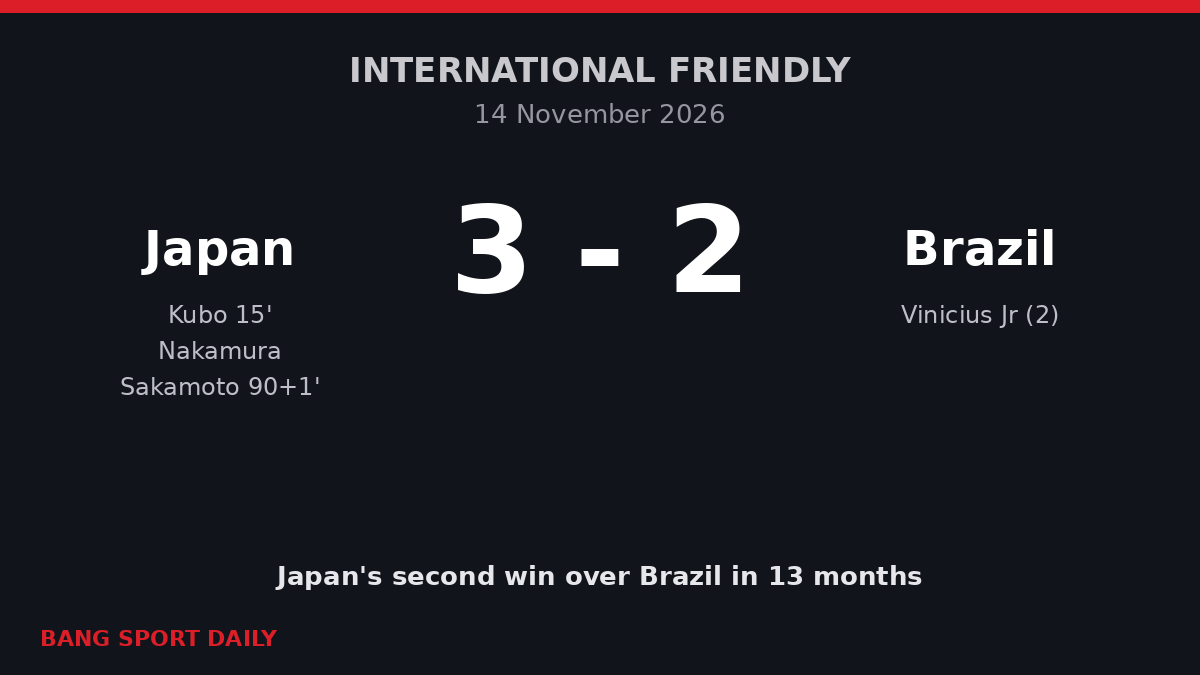 INTERNATIONAL FRIENDLY
14 November 2026
Japan 3 - 2 Brazil
Kubo 15' Vinicius Jr (2)
Nakamura
Sakamoto 90+1'
Japan's second win over Brazil in 13 months
BANG SPORT DAILY